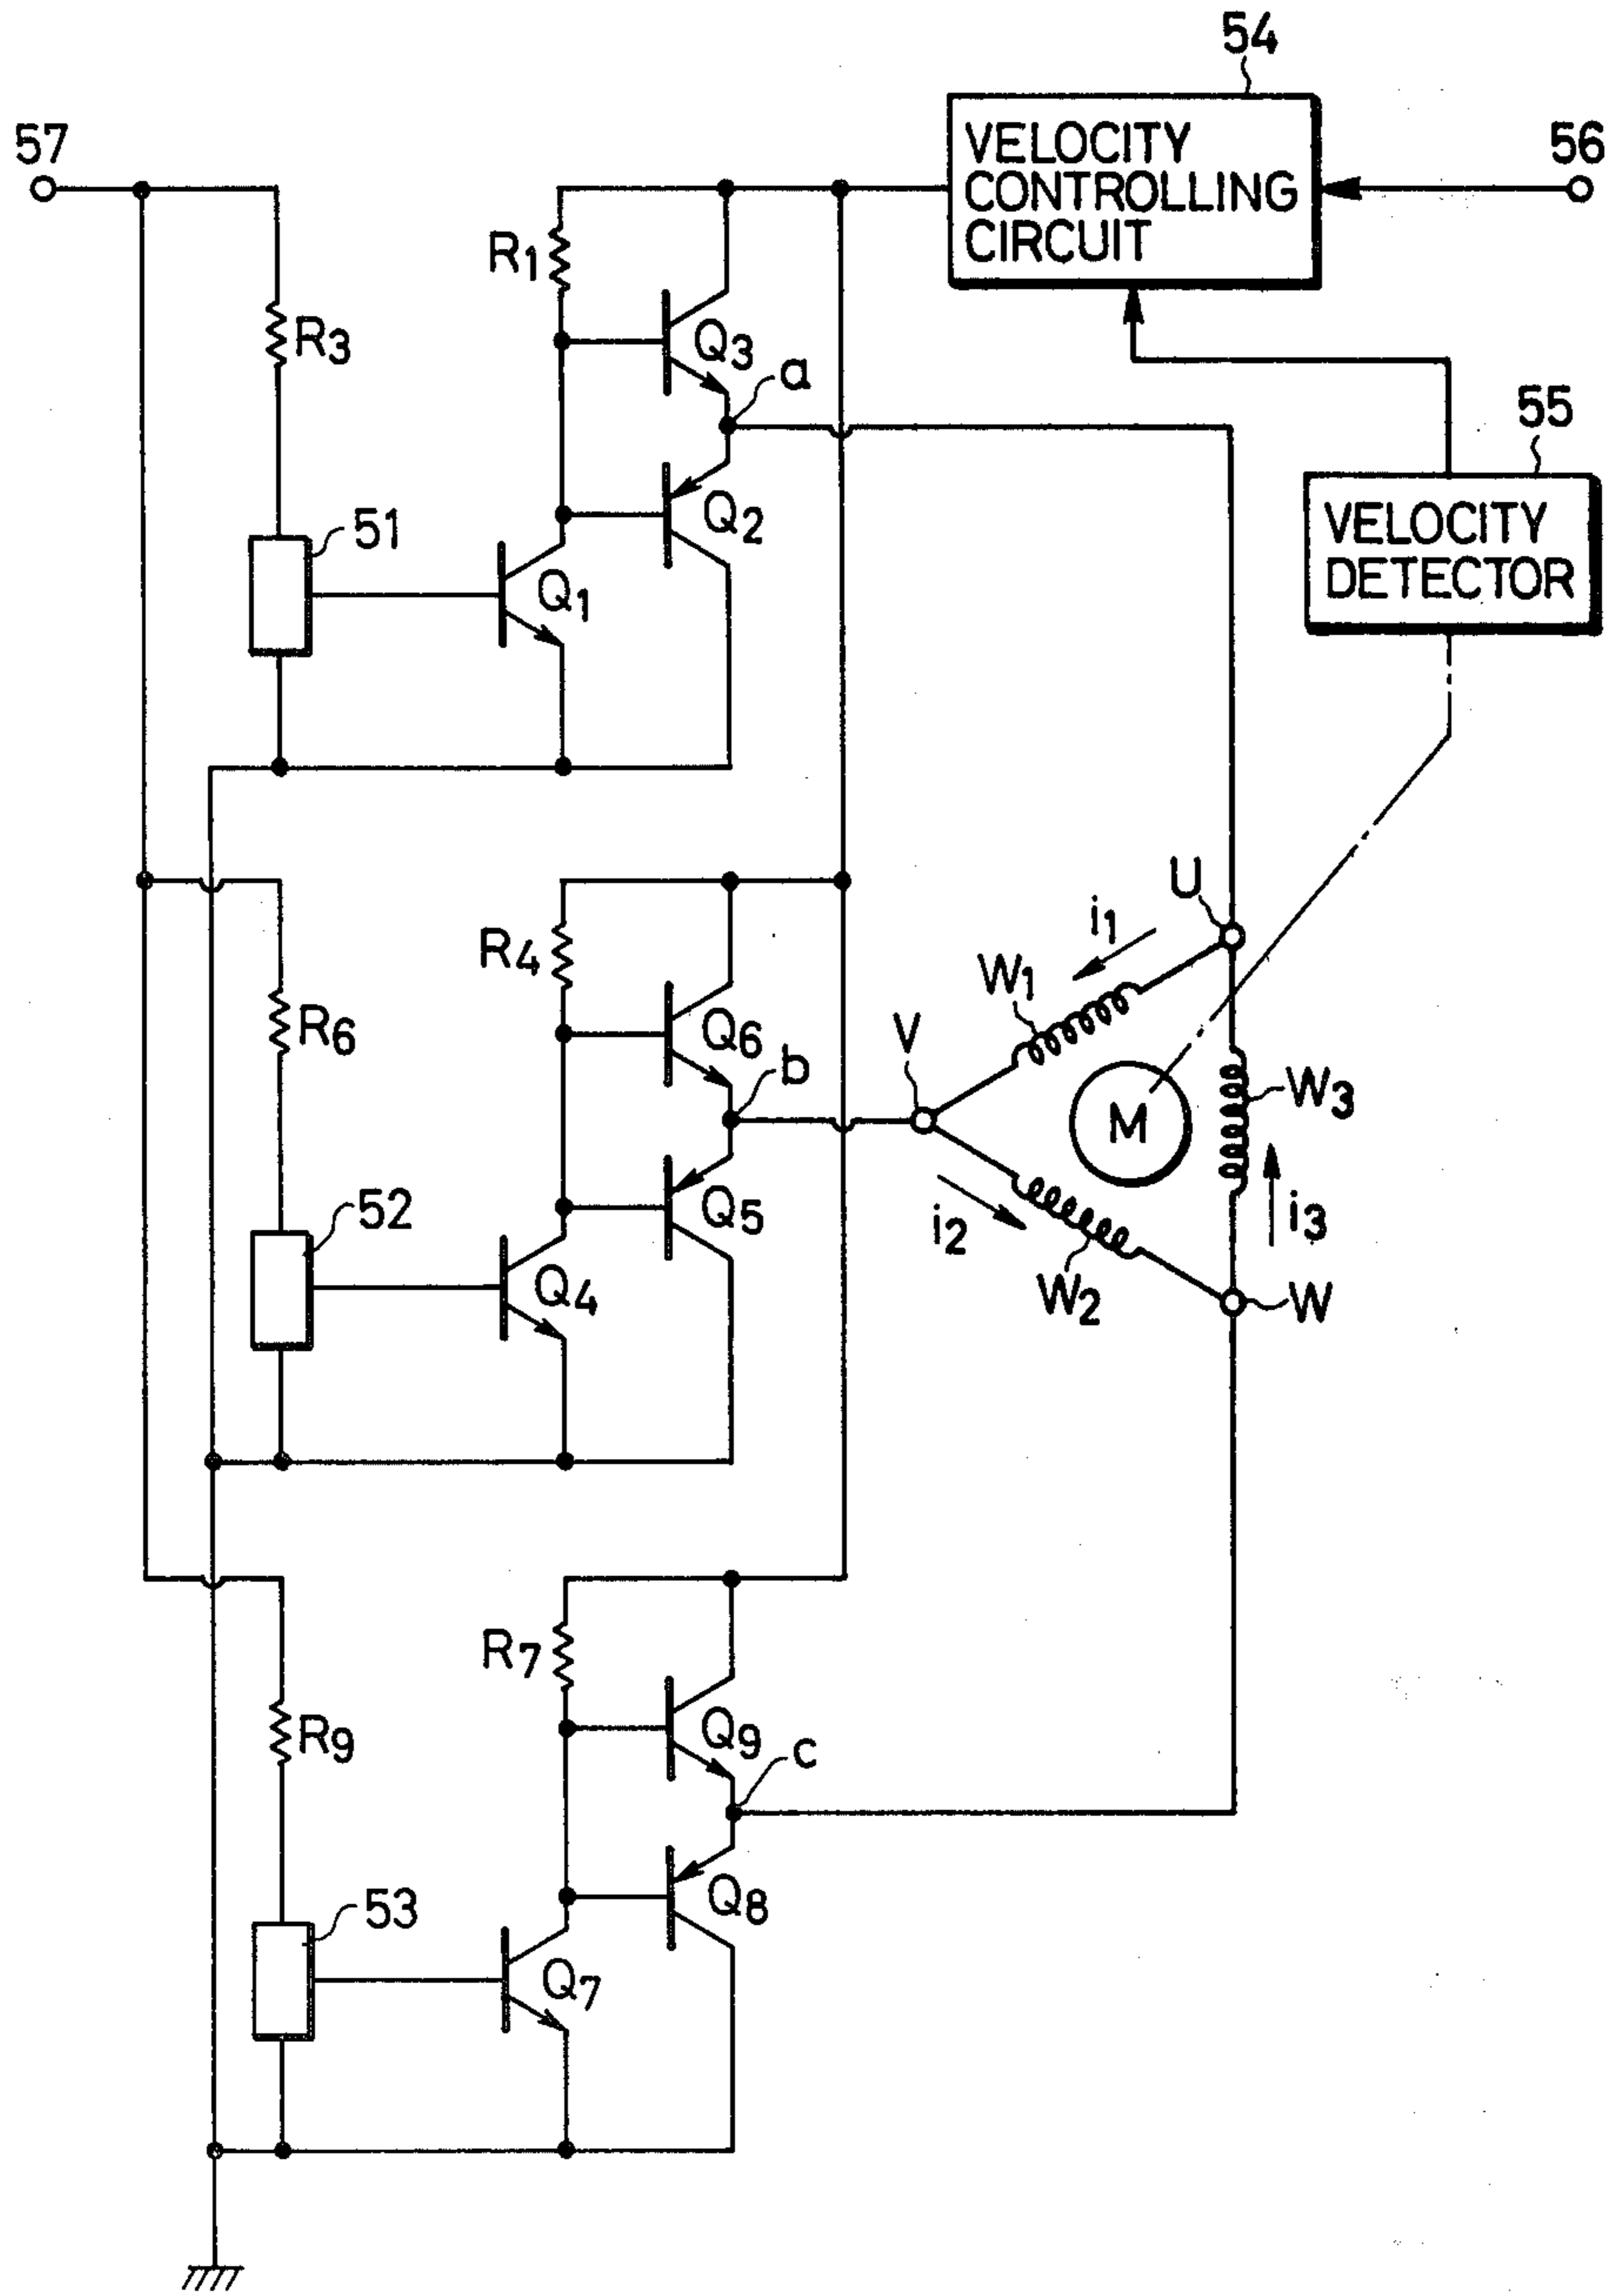 54
57
56
VELOCITY
CONTROLLING
CIRCUIT
R1
R3
Q3
a
55
VELOCITY
DETECTOR
51
Q2
Q1
U
i1
R4
W1
R6
Q6
V
b
W3
M
52
Q5
i2
i3
Q4
W2
W
R7
R9
Q9
c
53
Q8
Q7